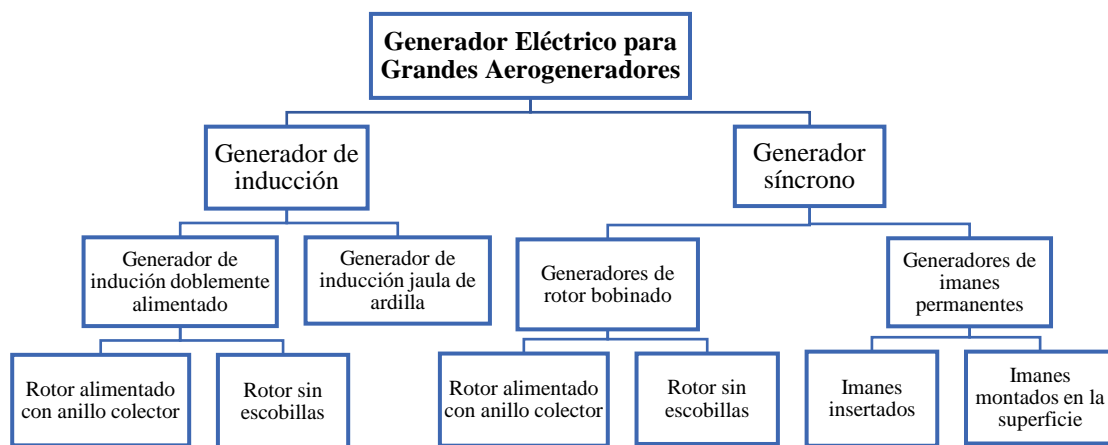 Generador Eléctrico para
Grandes Aerogeneradores
Generador de
inducción
Generador
síncrono
Generador de
indución doblemente
alimentado
Generador de
inducción jaula de
ardilla
Generadores de
rotor bobinado
Generadores de
imanes
permanentes
Rotor alimentado
con anillo colector
Rotor sin
escobillas
Rotor alimentado
con anillo colector
Rotor sin
escobillas
Imanes
insertados
Imanes
montados en la
superficie